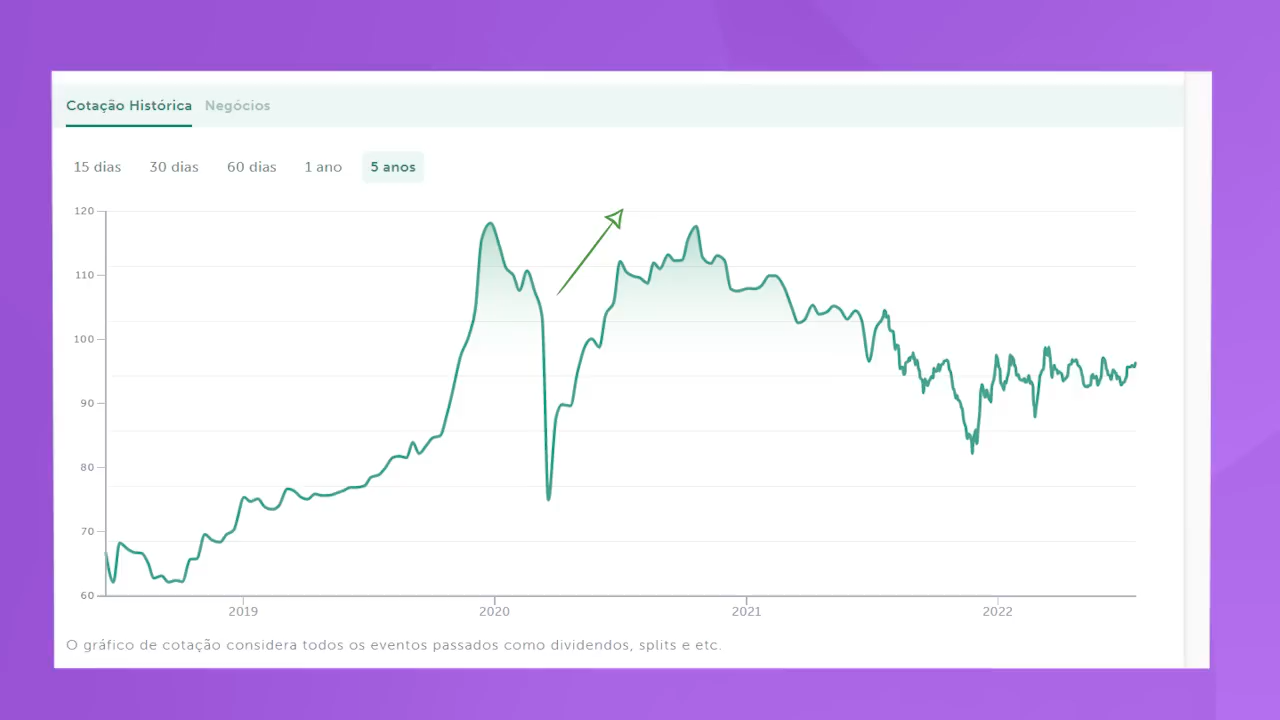 Cotação Histórica Negócios
15 dias 30 dias 60 dias 1 ano 5 anos
120
110
100
90
80
70
60
2019 2020 2021 2022
O gráfico de cotação considera todos os eventos passados como dividendos, splits e etc.